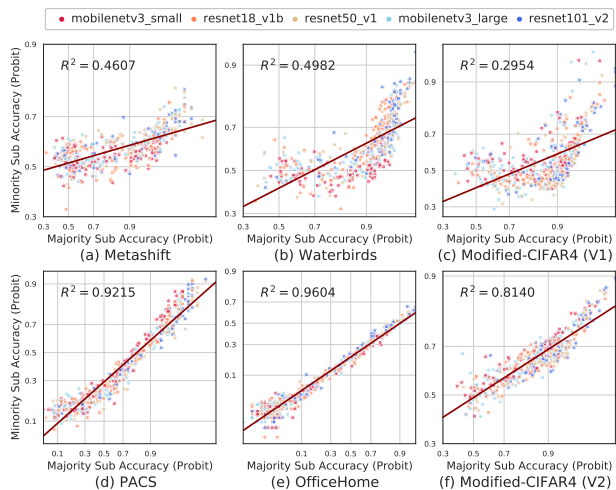 mobilenetv3_small resnet18_v1b resnet50_v1 mobilenetv3_large resnet101_v2
Minority Sub Accuracy (Probit)
0.9
0.7
0.5
0.3
R² = 0.4607
0.3 0.5 0.7 0.9
Majority Sub Accuracy (Probit)
(a) Metashift
0.9
0.7
0.5
0.3
R² = 0.4982
0.3 0.5 0.7 0.9
Majority Sub Accuracy (Probit)
(b) Waterbirds
0.9
0.7
0.5
0.3
R² = 0.2954
0.3 0.5 0.7 0.9
Majority Sub Accuracy (Probit)
(c) Modified-CIFAR4 (V1)
Minority Sub Accuracy (Probit)
0.9
0.7
0.5
0.3
0.1
R² = 0.9215
0.1 0.3 0.5 0.7 0.9
Majority Sub Accuracy (Probit)
(d) PACS
0.9
0.7
0.5
0.3
0.1
R² = 0.9604
0.1 0.3 0.5 0.7 0.9
Majority Sub Accuracy (Probit)
(e) OfficeHome
0.9
0.7
0.5
0.3
R² = 0.8140
0.3 0.5 0.7 0.9
Majority Sub Accuracy (Probit)
(f) Modified-CIFAR4 (V2)